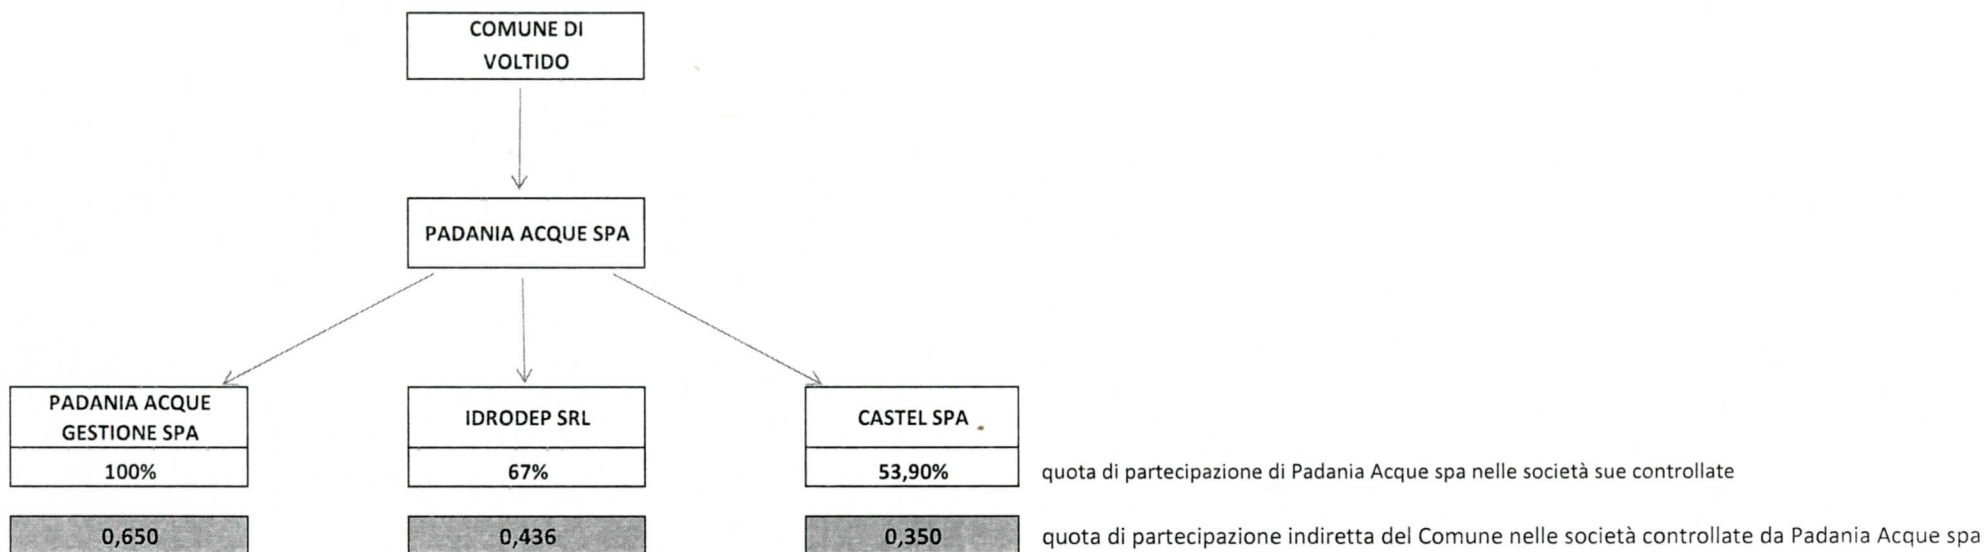 COMUNE DI
VOLTIDO
PADANIA ACQUE SPA
PADANIA ACQUE
GESTIONE SPA
IDRODEP SRL
CASTEL SPA
100%
67%
53,90%
quota di partecipazione di Padania Acque spa nelle società sue controllate
0,650
0,436
0,350
quota di partecipazione indiretta del Comune nelle società controllate da Padania Acque spa